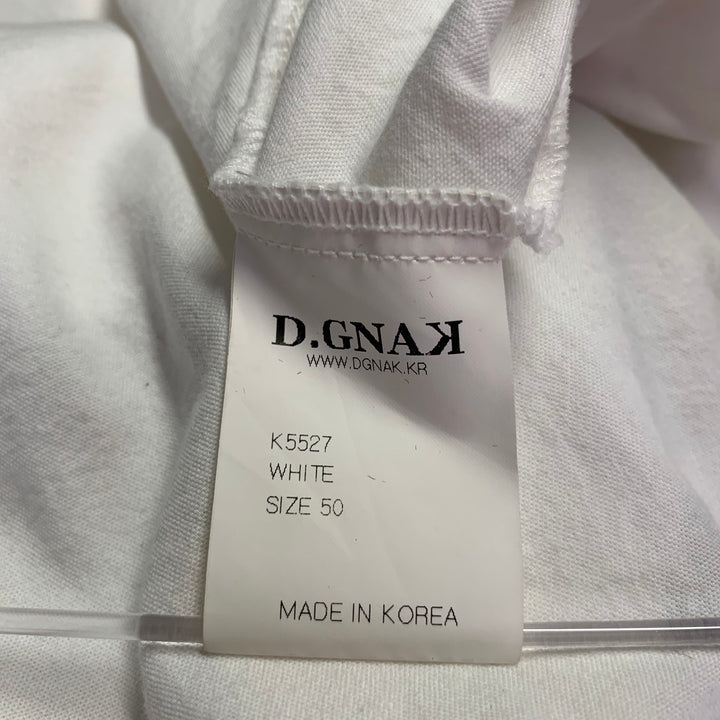 D.GNAK
WWW.DGNAK.KR
K5527
WHITE
SIZE 50
MADE IN KOREA